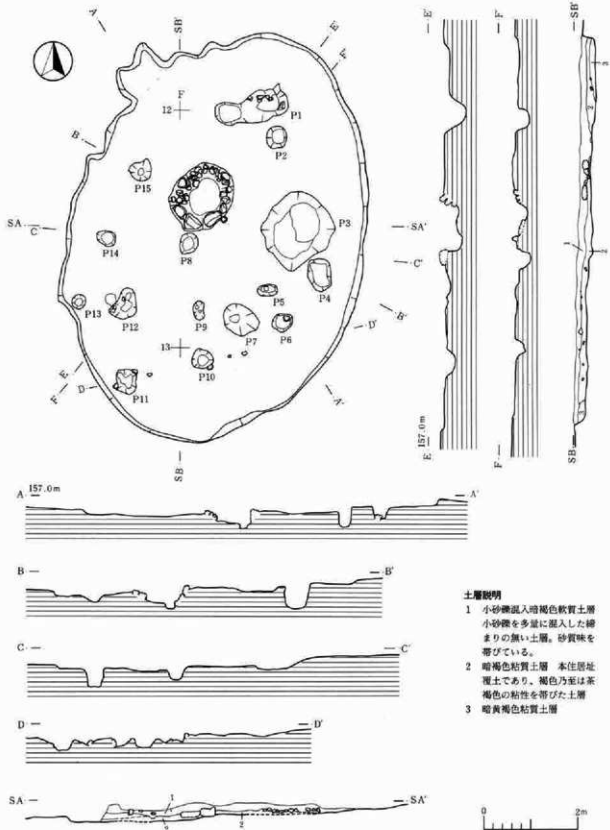 A
SB'
E
F
F
12
P1
P2
B
P15
P3
SA
C
SA'
P14
P8
C'
P4
P13
P12
P5
B'
P9
P7
P6
D'
13
P10
E
F
D
P11
A'
SB
E'
F'
SB'
3
2
1
2
1
157.0m
E
F
SB
A 157.0m A'
B B'
C C'
D D'
SA 1 SA'
2
土層説明
1 小砂礫混入暗褐色軟質土層
小砂礫を多量に混入した締
まりの無い土層。砂質味を
帯びている。
2 暗褐色粘質土層 本住居址
覆土であり、褐色乃至は茶
褐色の粘性を帯びた土層
3 暗黄褐色粘質土層
0 2m